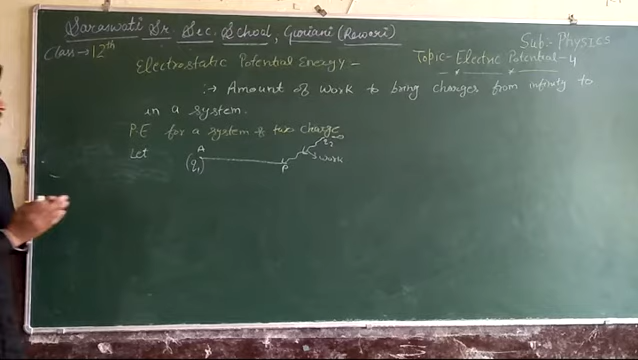 Saraswati Sr. Sec. School, Guriani (Rewari)
Class → 12th
Sub:- Physics
Topic- Electric Potential - 4
Electrostatic Potential Energy -
:→ Amount of work to bring charges from infinity to
in a system.
P.E for a system of two charge
Let
A
(q1)
P
q2
work